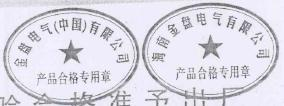 金盘电气(中国)有限公司
产品合格专用章
海南金盘电气有限公司
产品合格专用章
验合格准予出厂